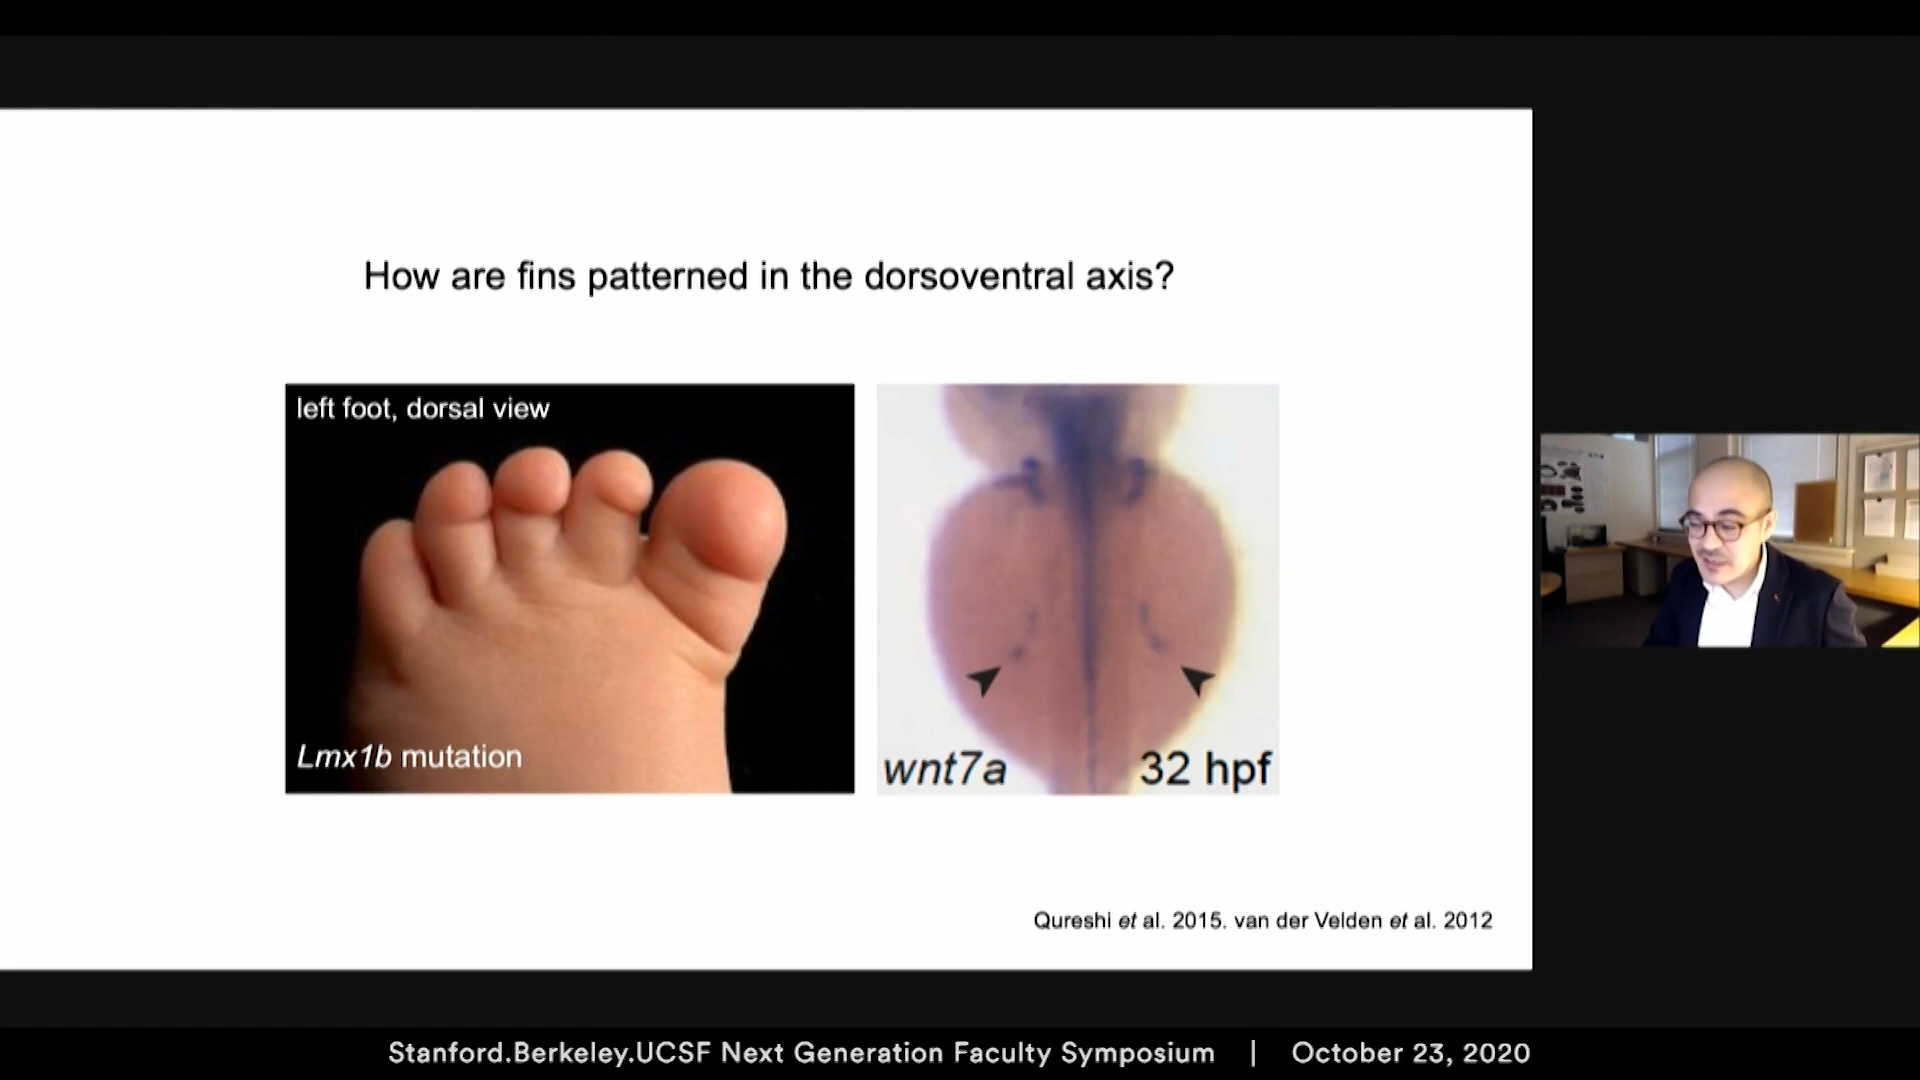 How are fins patterned in the dorsoventral axis?
left foot, dorsal view
Lmx1b mutation
wnt7a
32 hpf
Qureshi et al. 2015. van der Velden et al. 2012
Stanford.Berkeley.UCSF Next Generation Faculty Symposium | October 23, 2020